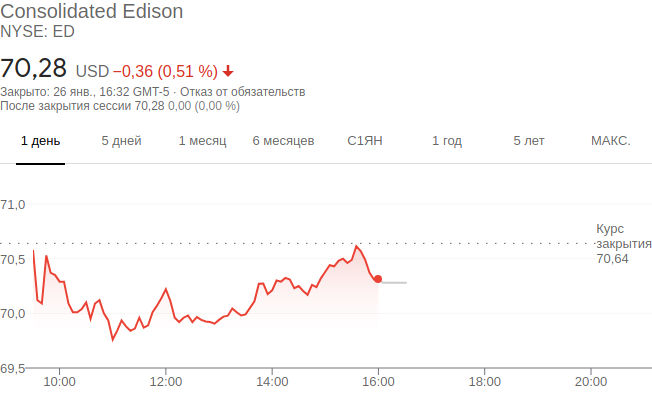 Consolidated Edison
NYSE: ED
70,28 USD −0,36 (0,51 %)
Закрыто: 26 янв., 16:32 GMT-5 · Отказ от обязательств
После закрытия сессии 70,28 0,00 (0,00 %)
1 день 5 дней 1 месяц 6 месяцев С1ЯН 1 год 5 лет МАКС.
71,0
Курс
закрытия
70,64
70,5
70,0
69,5
10:00 12:00 14:00 16:00 18:00 20:00